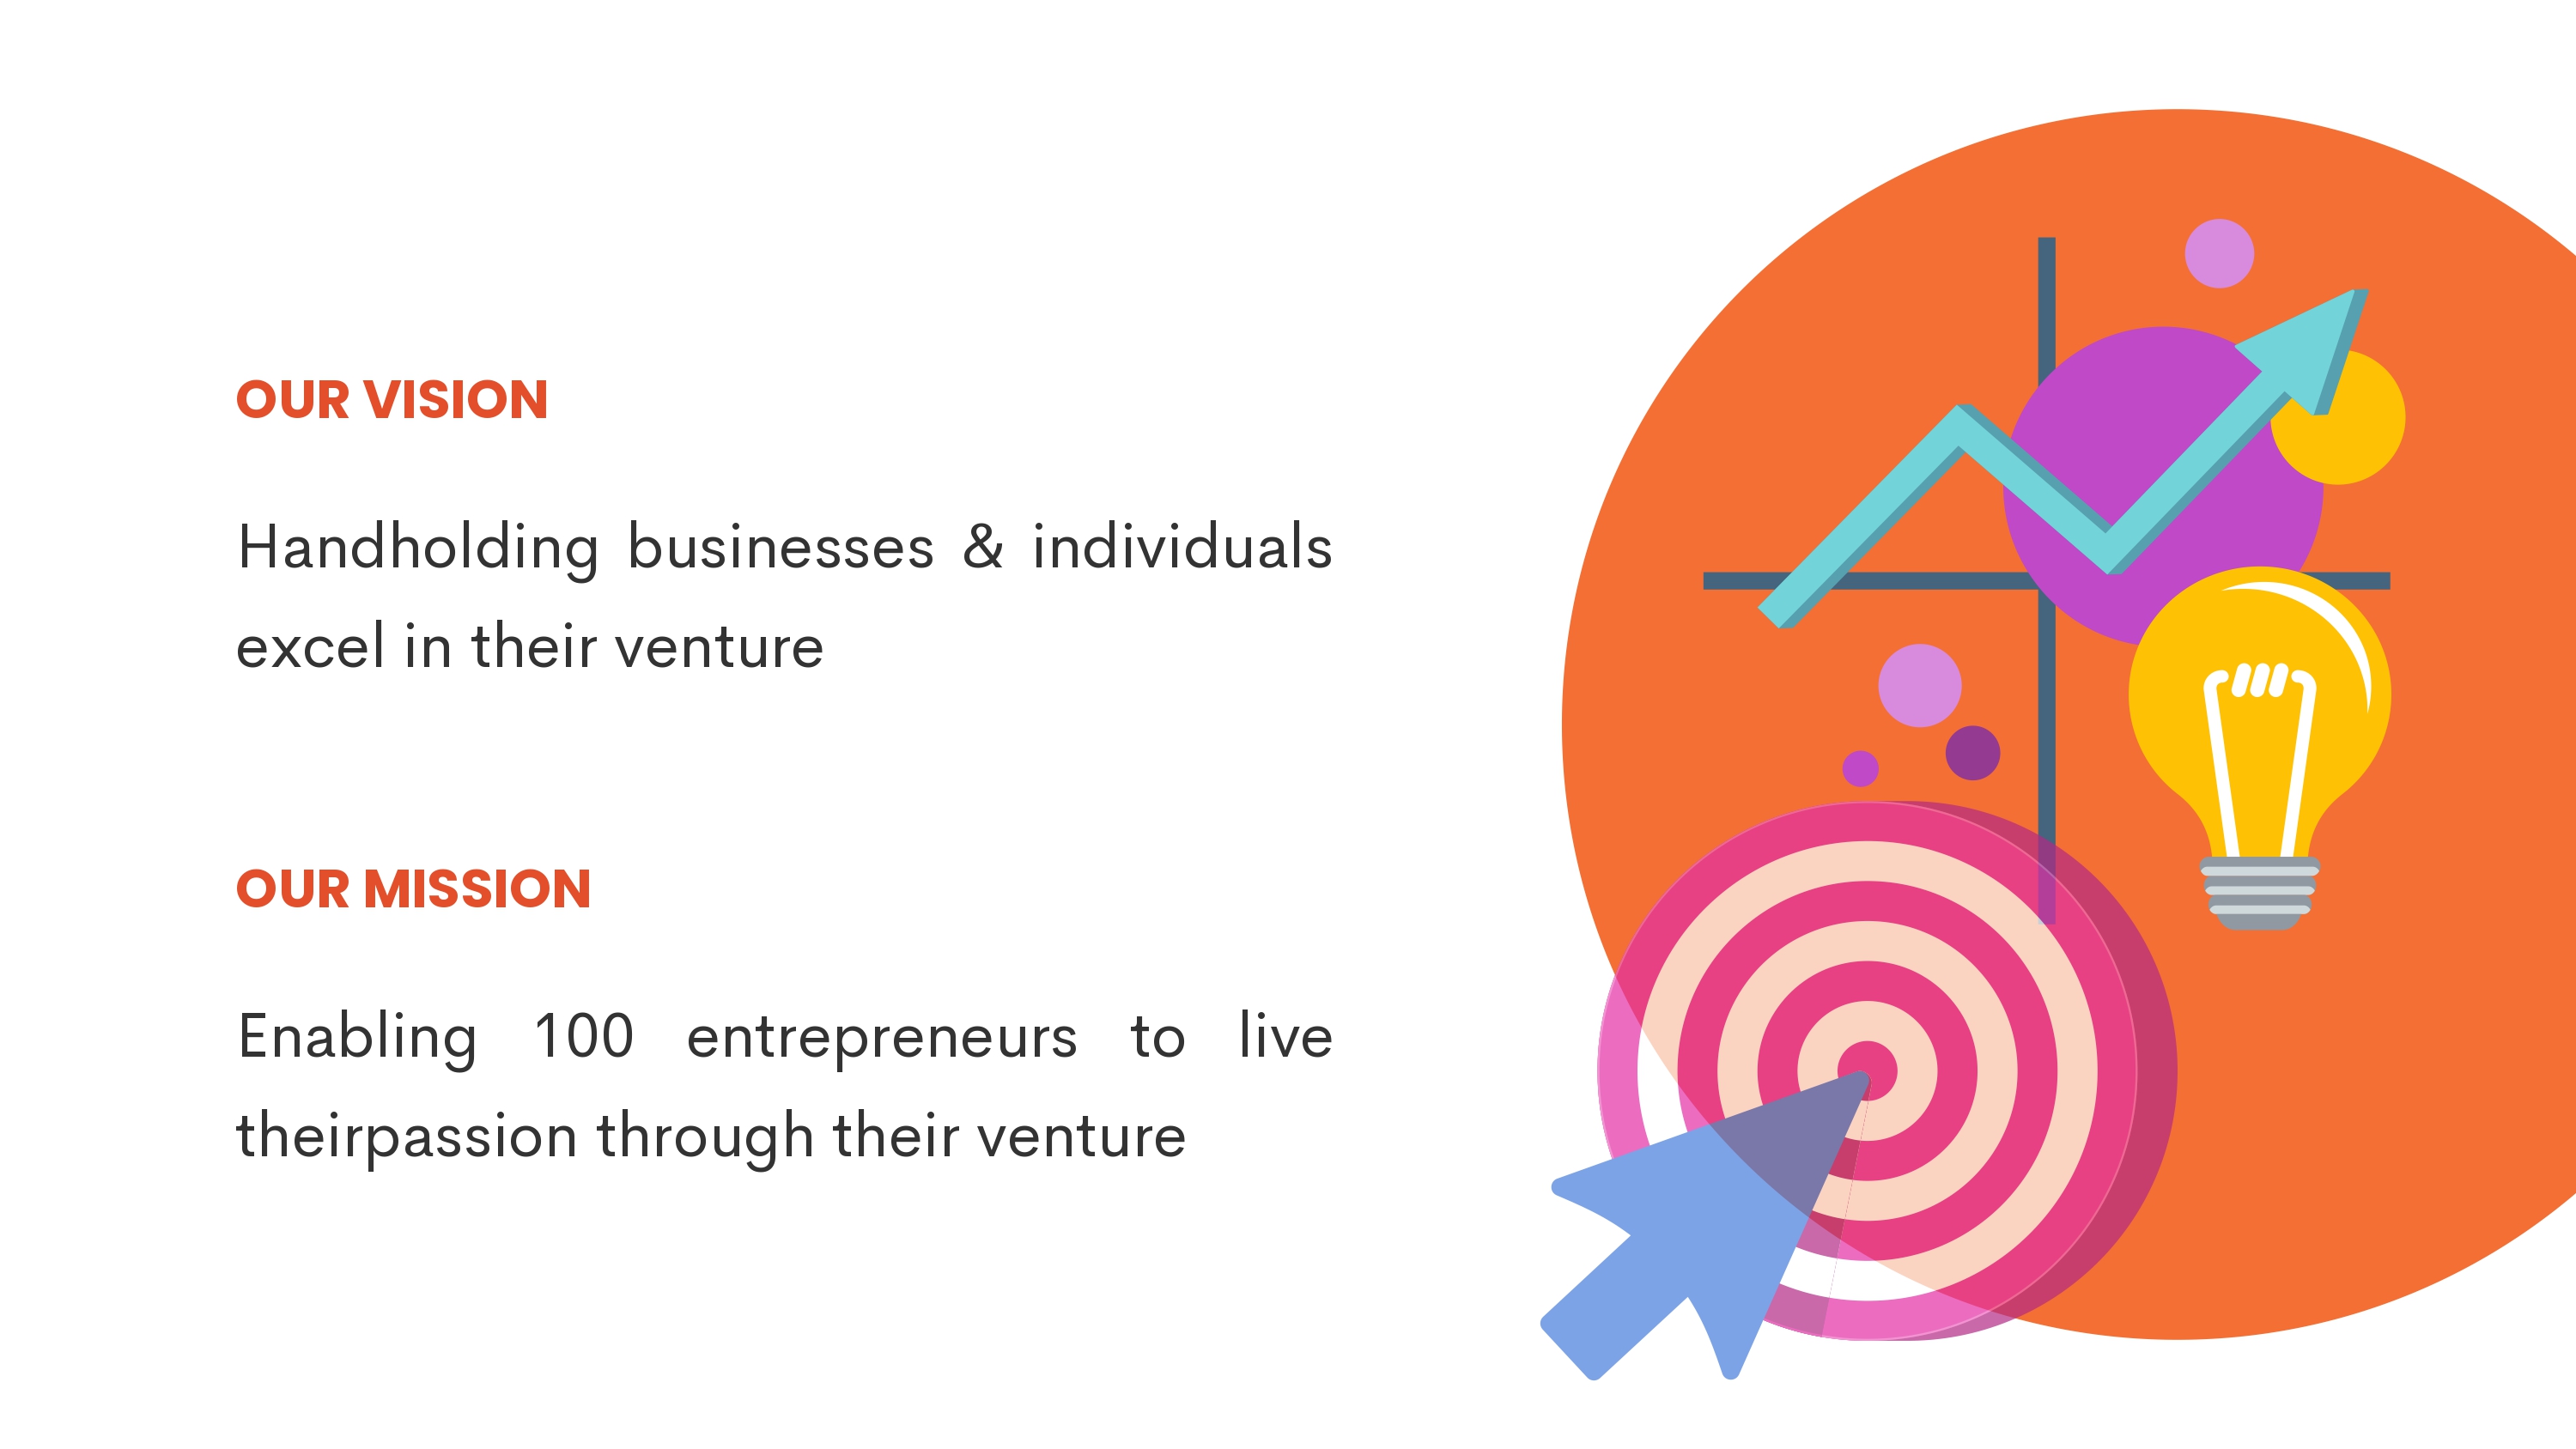 OUR VISION
Handholding businesses & individuals
excel in their venture
OUR MISSION
Enabling 100 entrepreneurs to live
theirpassion through their venture